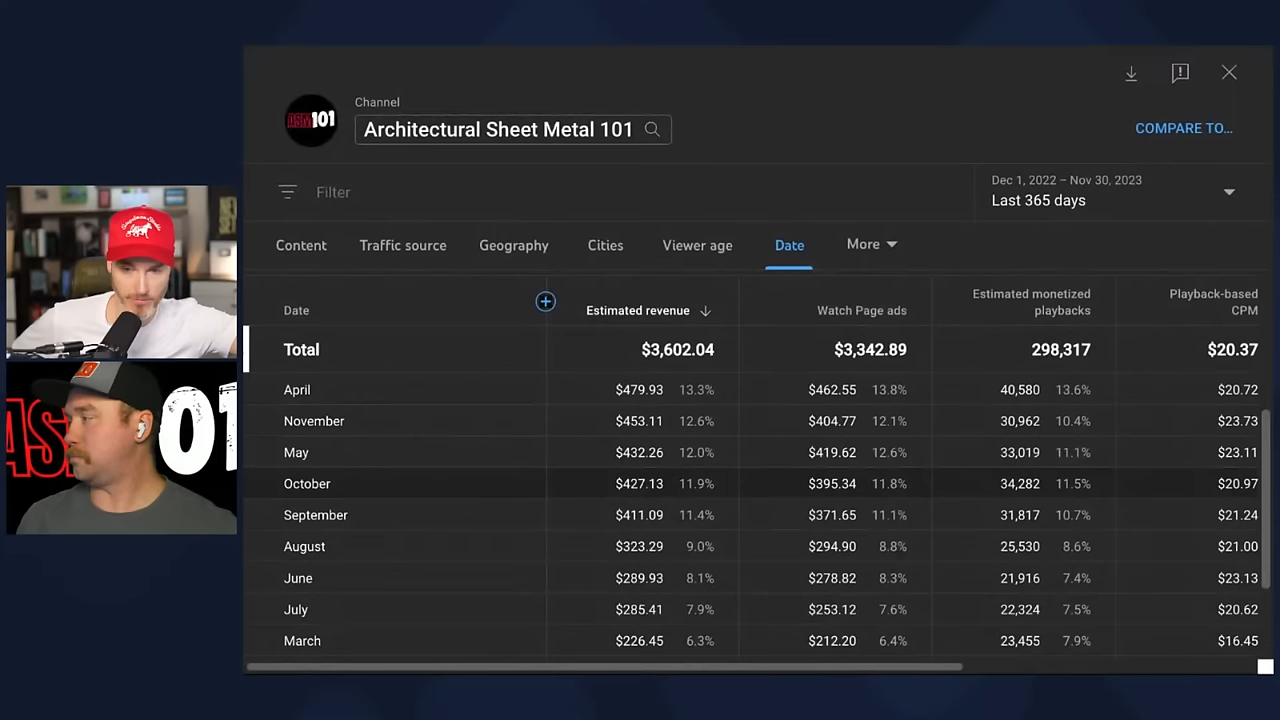 ASM101
Channel
Architectural Sheet Metal 101
COMPARE TO...
Filter
Dec 1, 2022 – Nov 30, 2023
Last 365 days
Content Traffic source Geography Cities Viewer age Date More
Date Estimated revenue Watch Page ads Estimated monetized playbacks Playback-based CPM
Total $3,602.04 $3,342.89 298,317 $20.37
April $479.93 13.3% $462.55 13.8% 40,580 13.6% $20.72
November $453.11 12.6% $404.77 12.1% 30,962 10.4% $23.73
May $432.26 12.0% $419.62 12.6% 33,019 11.1% $23.11
October $427.13 11.9% $395.34 11.8% 34,282 11.5% $20.97
September $411.09 11.4% $371.65 11.1% 31,817 10.7% $21.24
August $323.29 9.0% $294.90 8.8% 25,530 8.6% $21.00
June $289.93 8.1% $278.82 8.3% 21,916 7.4% $23.13
July $285.41 7.9% $253.12 7.6% 22,324 7.5% $20.62
March $226.45 6.3% $212.20 6.4% 23,455 7.9% $16.45